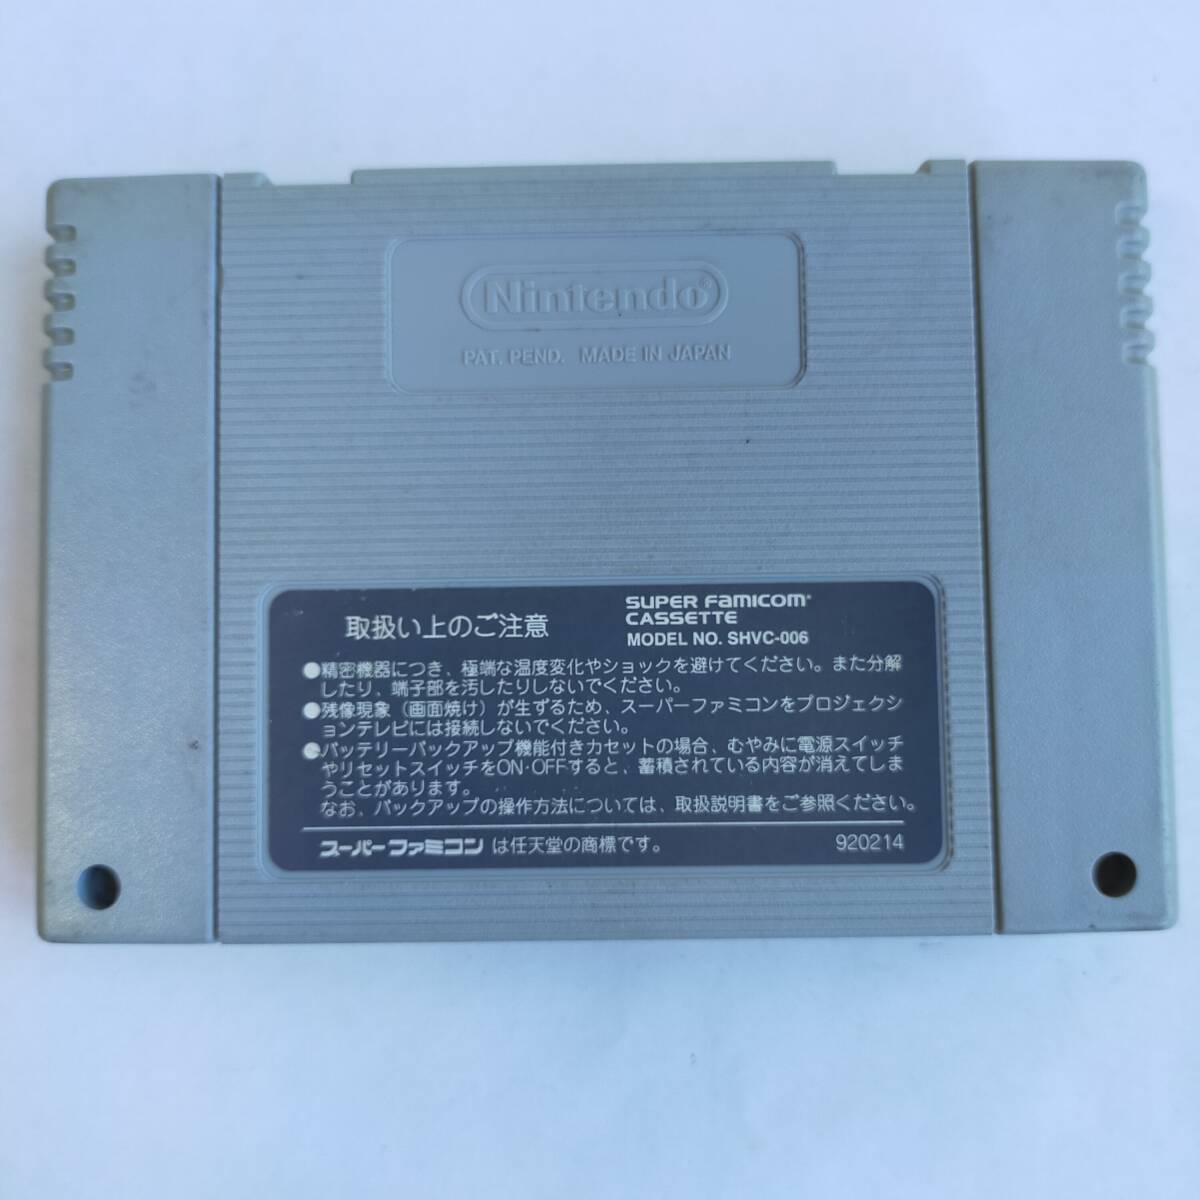 Nintendo®
PAT. PEND. MADE IN JAPAN
取扱い上のご注意
SUPER FAMICOM
CASSETTE
MODEL NO. SHVC-006
●精密機器につき、極端な温度変化やショックを避けてください。また分解
したり、端子部を汚したりしないでください。
●残像現象（画面焼け）が生ずるため、スーパーファミコンをプロジェクシ
ョンテレビには接続しないでください。
●バッテリーバックアップ機能付きカセットの場合、むやみに電源スイッチ
やリセットスイッチをON・OFFすると、蓄積されている内容が消えてしま
うことがあります。
なお、バックアップの操作方法については、取扱説明書をご参照ください。
スーパーファミコンは任天堂の商標です。
920214